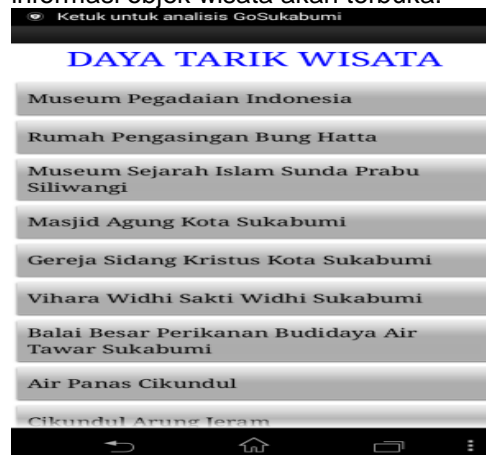 informasi objek wisata akan terbuka.
Ketuk untuk analisis GoSukabumi
DAYA TARIK WISATA
Museum Pegadaian Indonesia
Rumah Pengasingan Bung Hatta
Museum Sejarah Islam Sunda Prabu
Siliwangi
Masjid Agung Kota Sukabumi
Gereja Sidang Kristus Kota Sukabumi
Vihara Widhi Sakti Widhi Sukabumi
Balai Besar Perikanan Budidaya Air
Tawar Sukabumi
Air Panas Cikundul
Cikundul Arung Jeram